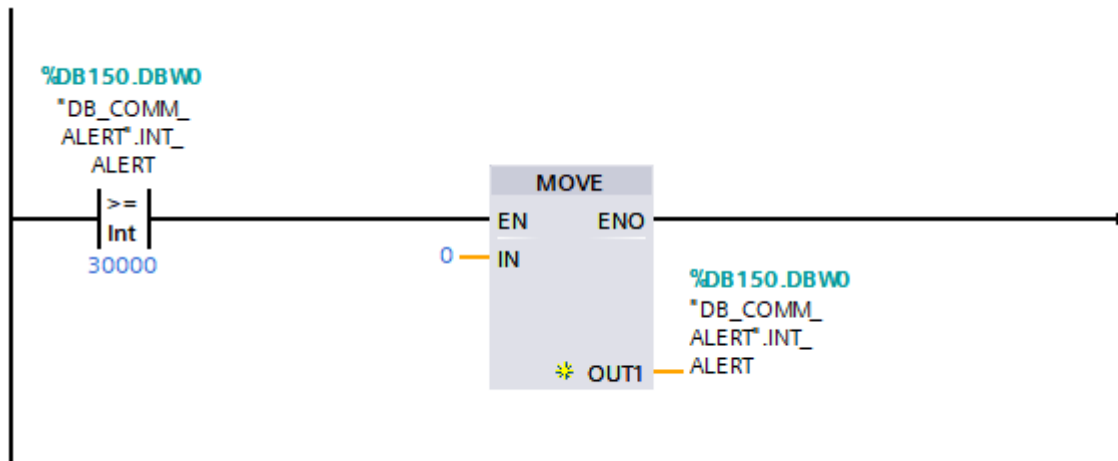 %DB150.DBW0
"DB_COMM_
ALERT".INT_
ALERT
>=
Int
30000
MOVE
EN ENO
0 IN
%DB150.DBW0
"DB_COMM_
ALERT".INT_
OUT1 ALERT